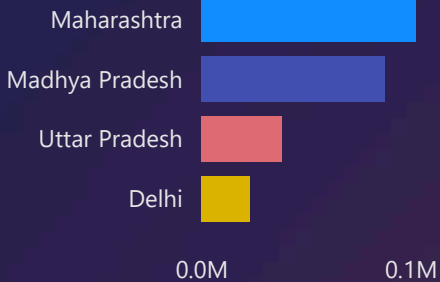 Maharashtra
Madhya Pradesh
Uttar Pradesh
Delhi
0.0M 0.1M